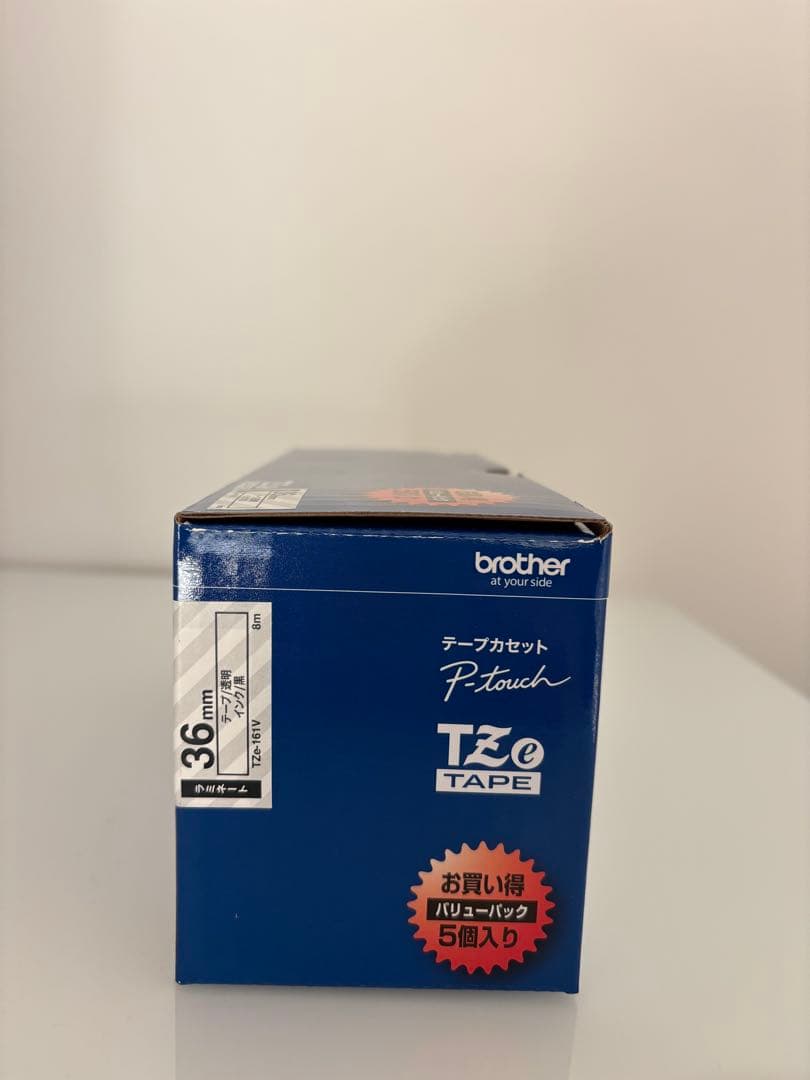 brother
at your side
テープカセット
P-touch
TZe
TAPE
ラミネート
36mm
テープ/透明
インク/黒
8m
TZe-161V
お買い得
バリューパック
5個入り